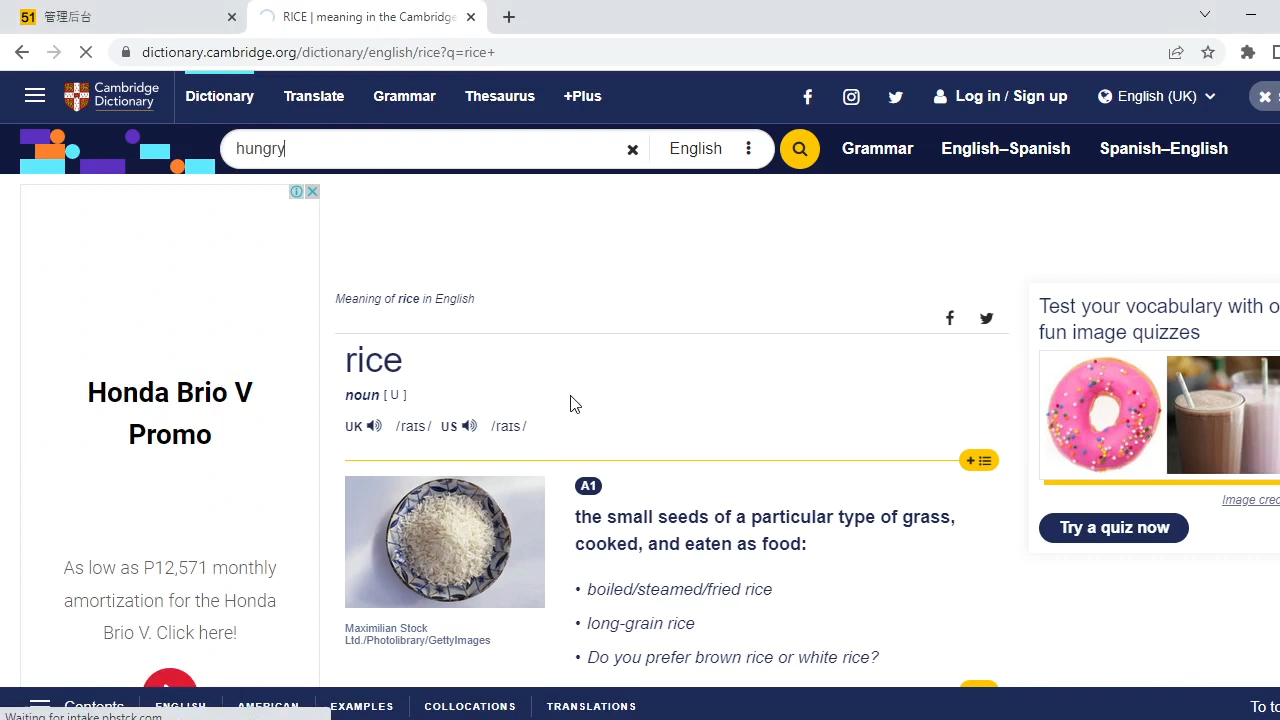 51 管理后台
RICE | meaning in the Cambridge
dictionary.cambridge.org/dictionary/english/rice?q=rice+
Cambridge
Dictionary
Dictionary Translate Grammar Thesaurus +Plus
Log in / Sign up English (UK)
hungry English
Grammar English–Spanish Spanish–English
Honda Brio V
Promo
As low as P12,571 monthly
amortization for the Honda
Brio V. Click here!
Meaning of rice in English
rice
noun [ U ]
UK /raɪs/ US /raɪs/
Maximilian Stock
Ltd./Photolibrary/GettyImages
A1
the small seeds of a particular type of grass,
cooked, and eaten as food:
• boiled/steamed/fried rice
• long-grain rice
• Do you prefer brown rice or white rice?
Test your vocabulary with o
fun image quizzes
Image cred
Try a quiz now
Contents ENGLISH AMERICAN EXAMPLES COLLOCATIONS TRANSLATIONS
To to